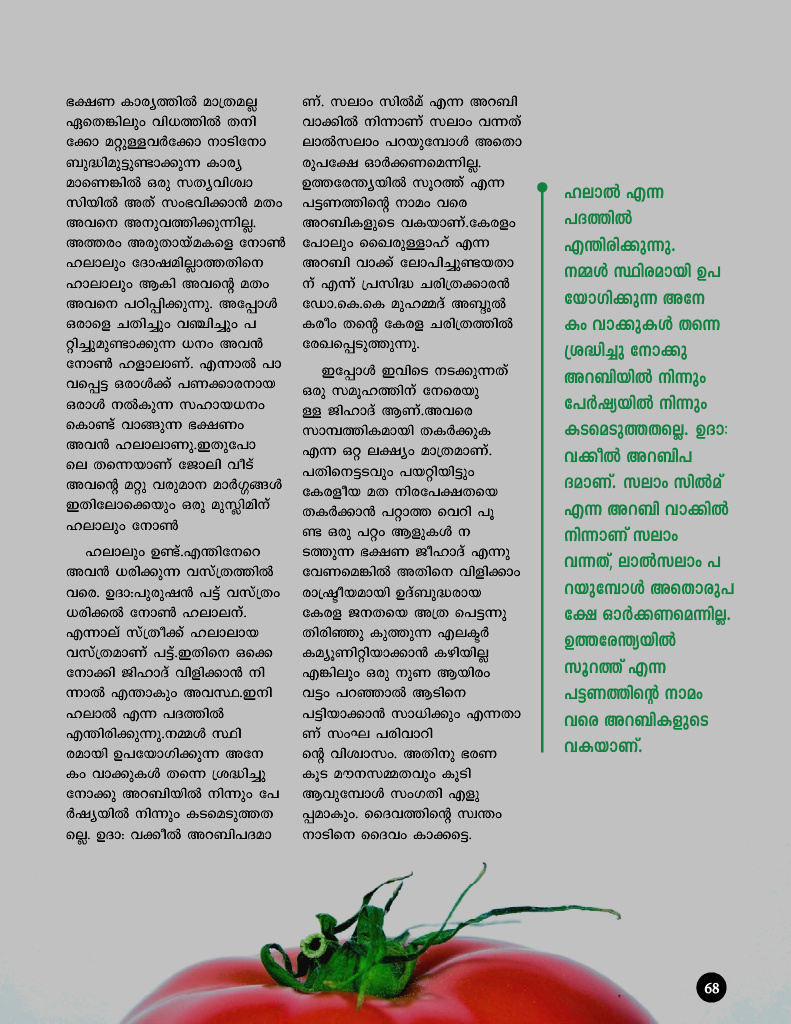 ഭക്ഷണ കാര്യത്തിൽ മാത്രമല്ല
ഏതെങ്കിലും വിധത്തിൽ തനി
ക്കോ മറ്റുള്ളവർക്കോ നാടിനോ
ബുദ്ധിമുട്ടുണ്ടാക്കുന്ന കാര്യ
മാണെങ്കിൽ ഒരു സത്യവിശ്വാ
സിയിൽ അത് സംഭവിക്കാൻ മതം
അവനെ അനുവത്തിക്കുന്നില്ല.
അത്തരം അരുതായ്മകളെ നോൺ
ഹലാലും ദോഷമില്ലാത്തതിനെ
ഹാലാലും ആകി അവന്റെ മതം
അവനെ പഠിപ്പിക്കുന്നു. അപ്പോൾ
ഒരാളെ ചതിച്ചും വഞ്ചിച്ചും പ
റ്റിച്ചുമുണ്ടാക്കുന്ന ധനം അവൻ
നോൺ ഹളാലാണ്. എന്നാൽ പാ
വപ്പെട്ട ഒരാൾക്ക് പണക്കാരനായ
ഒരാൾ നൽകുന്ന സഹായധനം
കൊണ്ട് വാങ്ങുന്ന ഭക്ഷണം
അവൻ ഹലാലാണു.ഇതുപോ
ലെ തന്നെയാണ് ജോലി വീട്
അവന്റെ മറ്റു വരുമാന മാർഗ്ഗങ്ങൾ
ഇതിലോക്കെയും ഒരു മുസ്ലിമിന്
ഹലാലും നോൺ
ഹലാലും ഉണ്ട്.എന്തിനേറെ
അവൻ ധരിക്കുന്ന വസ്ത്രത്തിൽ
വരെ. ഉദാ:പുരുഷൻ പട്ട് വസ്ത്രം
ധരിക്കൽ നോൺ ഹലാലന്.
എന്നാല് സ്ത്രീക്ക് ഹലാലായ
വസ്ത്രമാണ് പട്ട്.ഇതിനെ ഒക്കെ
നോക്കി ജിഹാദ് വിളിക്കാൻ നി
ന്നാൽ എന്താകും അവസ്ഥ.ഇനി
ഹലാൽ എന്ന പദത്തിൽ
എന്തിരിക്കുന്നു.നമ്മൾ സ്ഥി
രമായി ഉപയോഗിക്കുന്ന അനേ
കം വാക്കുകൾ തന്നെ ശ്രദ്ധിച്ചു
നോക്കു അറബിയിൽ നിന്നും പേ
ർഷ്യയിൽ നിന്നും കടമെടുത്തത
ല്ലെ. ഉദാ: വക്കീൽ അറബിപദമാ
ണ്. സലാം സിൽമ് എന്ന അറബി
വാക്കിൽ നിന്നാണ് സലാം വന്നത്
ലാൽസലാം പറയുമ്പോൾ അതൊ
രുപക്ഷേ ഓർക്കണമെന്നില്ല.
ഉത്തരേന്ത്യയിൽ സൂറത്ത് എന്ന
പട്ടണത്തിന്റെ നാമം വരെ
അറബികളുടെ വകയാണ്.കേരളം
പോലും ഖൈരുള്ളാഹ് എന്ന
അറബി വാക്ക് ലോപിച്ചുണ്ടയതാ
ന് എന്ന് പ്രസിദ്ധ ചരിത്രക്കാരൻ
ഡോ.കെ.കെ മുഹമ്മദ് അബ്ദുൽ
കരീം തന്റെ കേരള ചരിത്രത്തിൽ
രേഖപ്പെടുത്തുന്നു.
ഇപ്പോൾ ഇവിടെ നടക്കുന്നത്
ഒരു സമൂഹത്തിന് നേരെയു
ള്ള ജിഹാദ് ആണ്.അവരെ
സാമ്പത്തികമായി തകർക്കുക
എന്ന ഒറ്റ ലക്ഷ്യം മാത്രമാണ്.
പതിനെട്ടടവും പയറ്റിയിട്ടും
കേരളീയ മത നിരപേക്ഷതയെ
തകർക്കാൻ പറ്റാത്ത വെറി പൂ
ണ്ട ഒരു പറ്റം ആളുകൾ ന
ടത്തുന്ന ഭക്ഷണ ജീഹാദ് എന്നു
വേണമെങ്കിൽ അതിനെ വിളിക്കാം
രാഷ്ട്രീയമായി ഉദ്ബുദ്ധരായ
കേരള ജനതയെ അത്ര പെട്ടന്നു
തിരിഞ്ഞു കുത്തുന്ന എലക്ടർ
കമ്യൂണിറ്റിയാക്കാൻ കഴിയില്ല
എങ്കിലും ഒരു നുണ ആയിരം
വട്ടം പറഞ്ഞാൽ ആടിനെ
പട്ടിയാക്കാൻ സാധിക്കും എന്നതാ
ണ് സംഘ പരിവാറി
ന്റെ വിശ്വാസം. അതിനു ഭരണ
കൂട മൗനസമ്മതവും കൂടി
ആവുമ്പോൾ സംഗതി എളു
പ്പമാകും. ദൈവത്തിന്റെ സ്വന്തം
നാടിനെ ദൈവം കാക്കട്ടെ.
ഹലാൽ എന്ന
പദത്തിൽ
എന്തിരിക്കുന്നു.
നമ്മൾ സ്ഥിരമായി ഉപ
യോഗിക്കുന്ന അനേ
കം വാക്കുകൾ തന്നെ
ശ്രദ്ധിച്ചു നോക്കു
അറബിയിൽ നിന്നും
പേർഷ്യയിൽ നിന്നും
കടമെടുത്തതല്ലെ. ഉദാ:
വക്കീൽ അറബിപ
ദമാണ്. സലാം സിൽമ്
എന്ന അറബി വാക്കിൽ
നിന്നാണ് സലാം
വന്നത്, ലാൽസലാം പ
റയുമ്പോൾ അതൊരുപ
ക്ഷേ ഓർക്കണമെന്നില്ല.
ഉത്തരേന്ത്യയിൽ
സൂറത്ത് എന്ന
പട്ടണത്തിന്റെ നാമം
വരെ അറബികളുടെ
വകയാണ്.
68